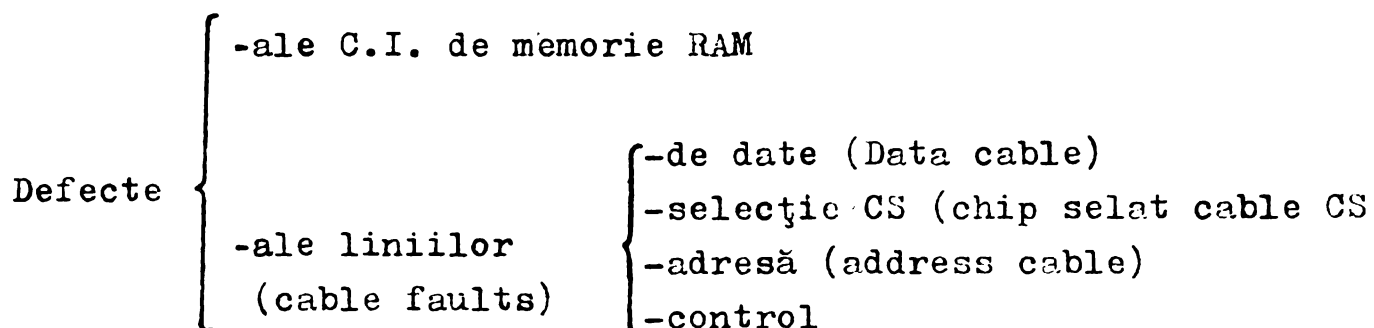 -ale C.I. de memorie RAM
-de date (Data cable)
Defecte
-selecţie CS (chip selat cable CS
-ale liniilor
-adresă (address cable)
(cable faults)
-control